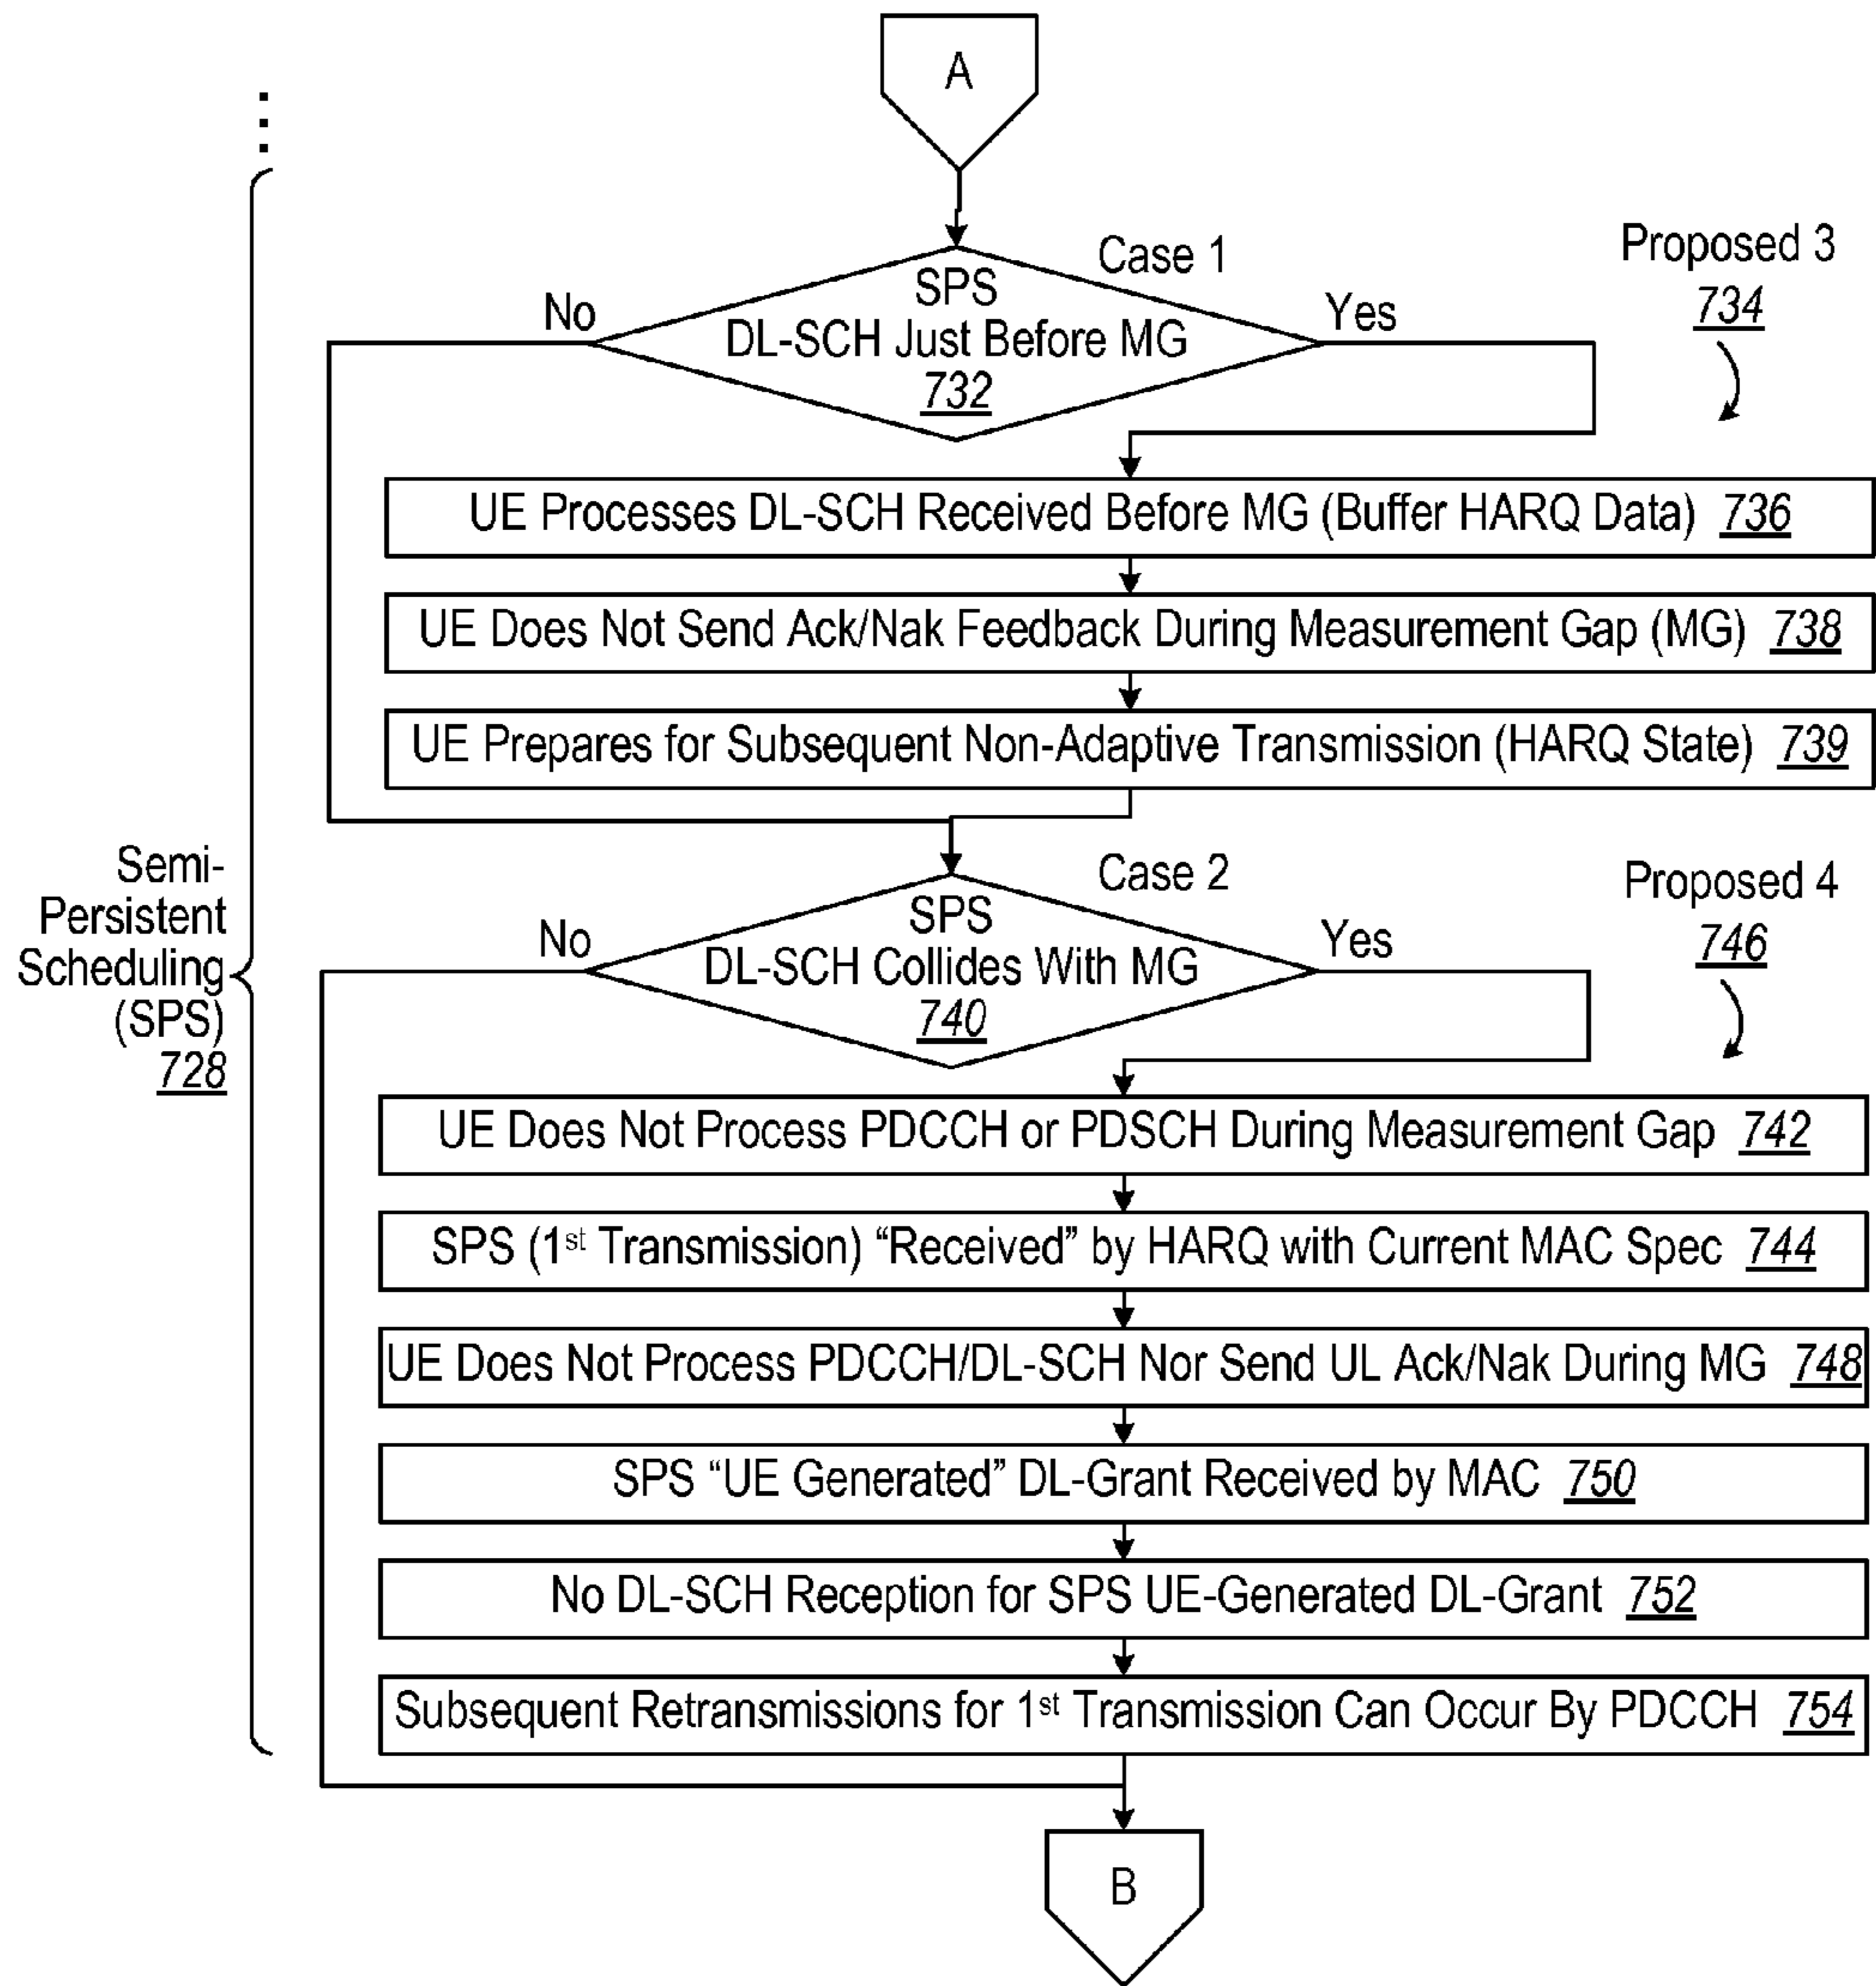 A
Case 1
Proposed 3
734
No
SPS
DL-SCH Just Before MG
732
Yes
UE Processes DL-SCH Received Before MG (Buffer HARQ Data) 736
UE Does Not Send Ack/Nak Feedback During Measurement Gap (MG) 738
UE Prepares for Subsequent Non-Adaptive Transmission (HARQ State) 739
Semi-
Persistent
Scheduling
(SPS)
728
Case 2
Proposed 4
746
No
SPS
DL-SCH Collides With MG
740
Yes
UE Does Not Process PDCCH or PDSCH During Measurement Gap 742
SPS (1st Transmission) “Received” by HARQ with Current MAC Spec 744
UE Does Not Process PDCCH/DL-SCH Nor Send UL Ack/Nak During MG 748
SPS “UE Generated” DL-Grant Received by MAC 750
No DL-SCH Reception for SPS UE-Generated DL-Grant 752
Subsequent Retransmissions for 1st Transmission Can Occur By PDCCH 754
B